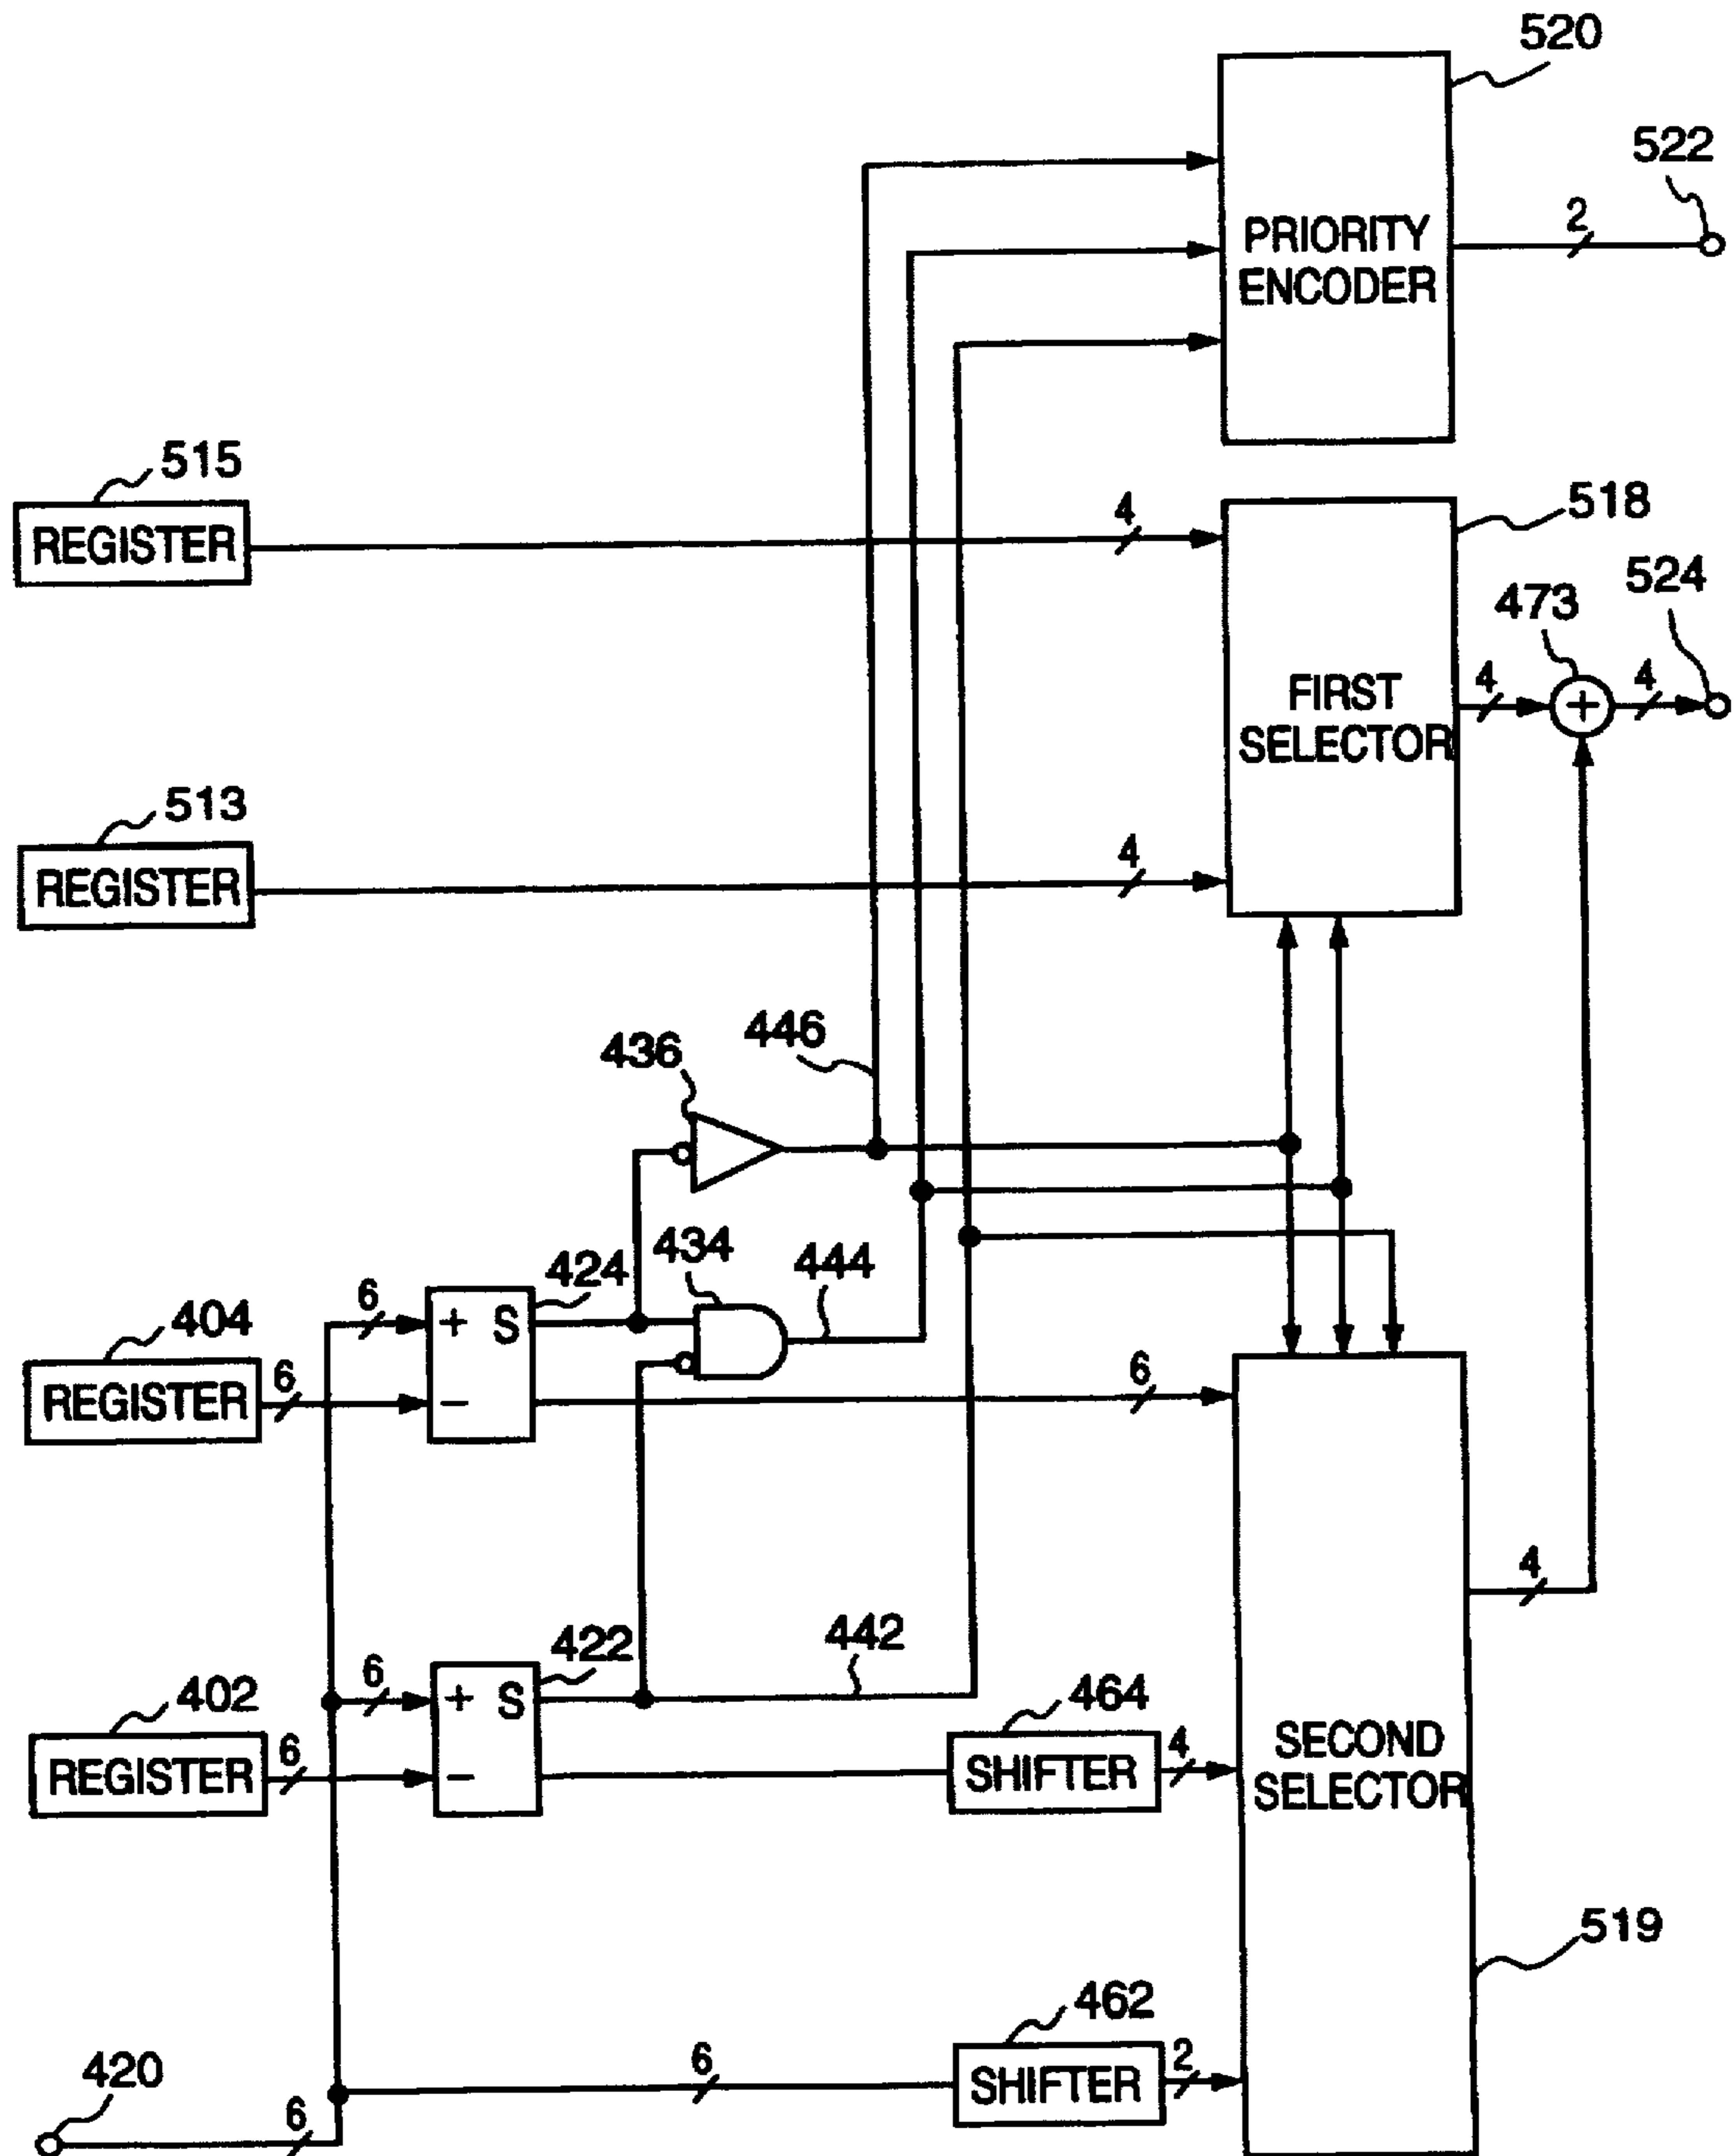 520
522
2
PRIORITY
ENCODER
515
REGISTER
4
518
524
473
4
4
FIRST
SELECTOR
513
REGISTER
4
436
446
434
444
424
6
+ S
−
404
REGISTER
6
6
4
422
442
6
+ S
−
402
REGISTER
6
464
SHIFTER
4
SECOND
SELECTOR
519
462
SHIFTER
2
6
420
6
+